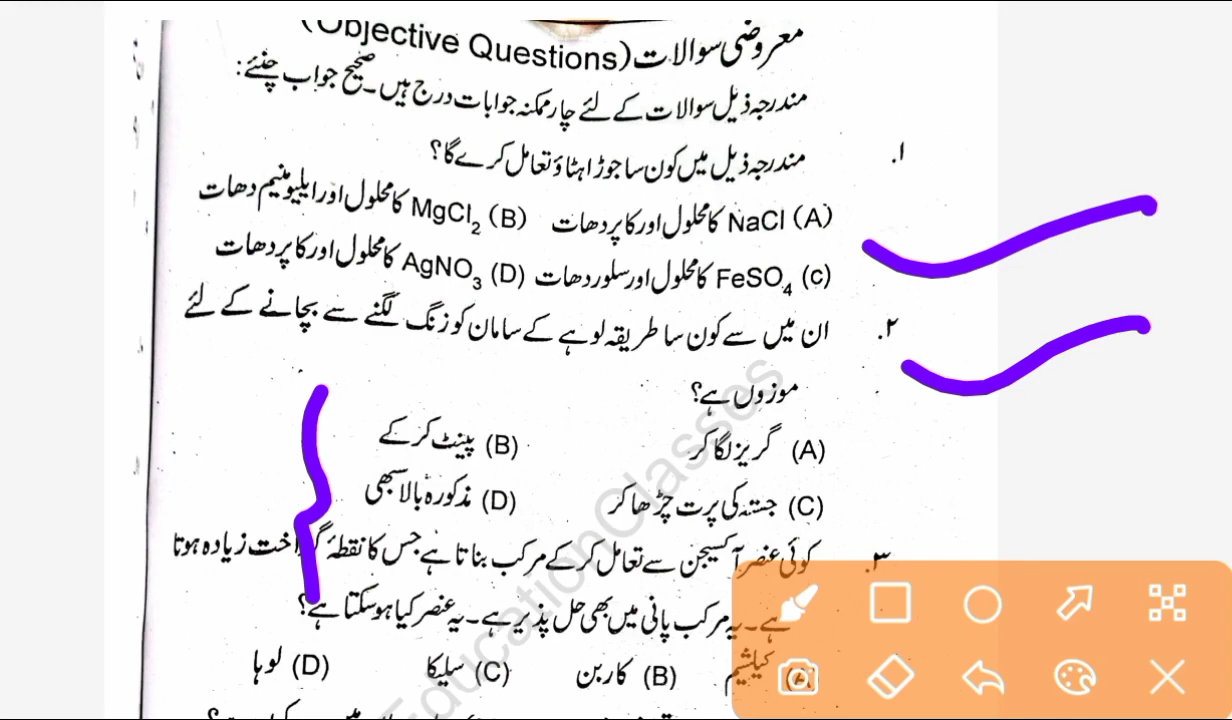 معروضی سوالات (Objective Questions)
مندرجہ ذیل سوالات کے لئے چار ممکنہ جوابات درج ہیں۔ صحیح جواب چنئے:
۱. مندرجہ ذیل میں کون سا جوڑا ہٹاؤ تعامل کرے گا؟
(A) NaCl کا محلول اور کاپر دھات (B) MgCl₂ کا محلول اور ایلیومنیم دھات
(c) FeSO₄ کا محلول اور سلور دھات (D) AgNO₃ کا محلول اور کاپر دھات
۲. ان میں سے کون سا طریقہ لوہے کے سامان کو زنگ لگنے سے بچانے کے لئے
موزوں ہے؟
(A) گریز لگا کر (B) پینٹ کر کے
(C) جستہ کی پرت چڑھا کر (D) مذکورہ بالا سبھی
۳. کوئی عنصر آکسیجن سے تعامل کر کے مرکب بناتا ہے جس کا نقطۂ گداخت زیادہ ہوتا
ہے۔ یہ مرکب پانی میں بھی حل پذیر ہے۔ یہ عنصر کیا ہو سکتا ہے؟
(A) کیلشیم (B) کاربن (C) سلیکا (D) لوہا
Education Classes